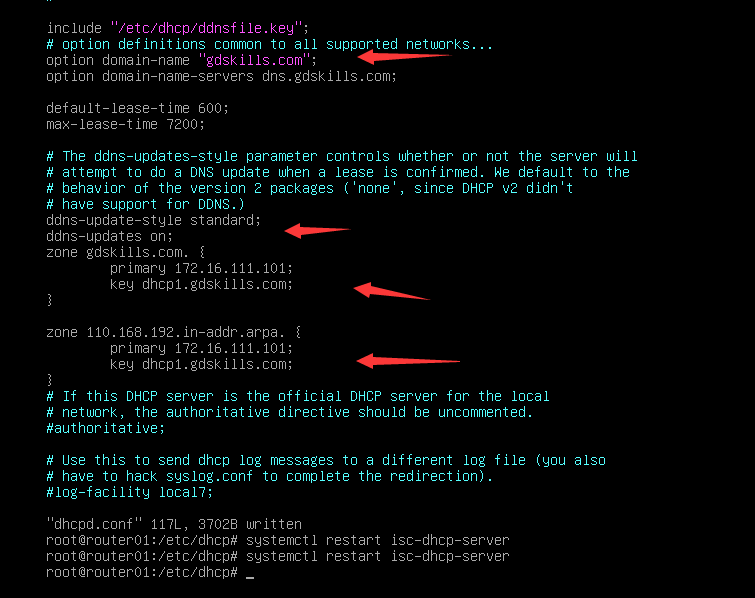 include "/etc/dhcp/ddnsfile.key";
# option definitions common to all supported networks...
option domain-name "gdskills.com";
option domain-name-servers dns.gdskills.com;
default-lease-time 600;
max-lease-time 7200;
# The ddns-updates-style parameter controls whether or not the server will
# attempt to do a DNS update when a lease is confirmed. We default to the
# behavior of the version 2 packages ('none', since DHCP v2 didn't
# have support for DDNS.)
ddns-update-style standard;
ddns-updates on;
zone gdskills.com. {
primary 172.16.111.101;
key dhcp1.gdskills.com;
}
zone 110.168.192.in-addr.arpa. {
primary 172.16.111.101;
key dhcp1.gdskills.com;
}
# If this DHCP server is the official DHCP server for the local
# network, the authoritative directive should be uncommented.
#authoritative;
# Use this to send dhcp log messages to a different log file (you also
# have to hack syslog.conf to complete the redirection).
#log-facility local7;
"dhcpd.conf" 117L, 3702B written
root@router01:/etc/dhcp# systemctl restart isc-dhcp-server
root@router01:/etc/dhcp# systemctl restart isc-dhcp-server
root@router01:/etc/dhcp# _